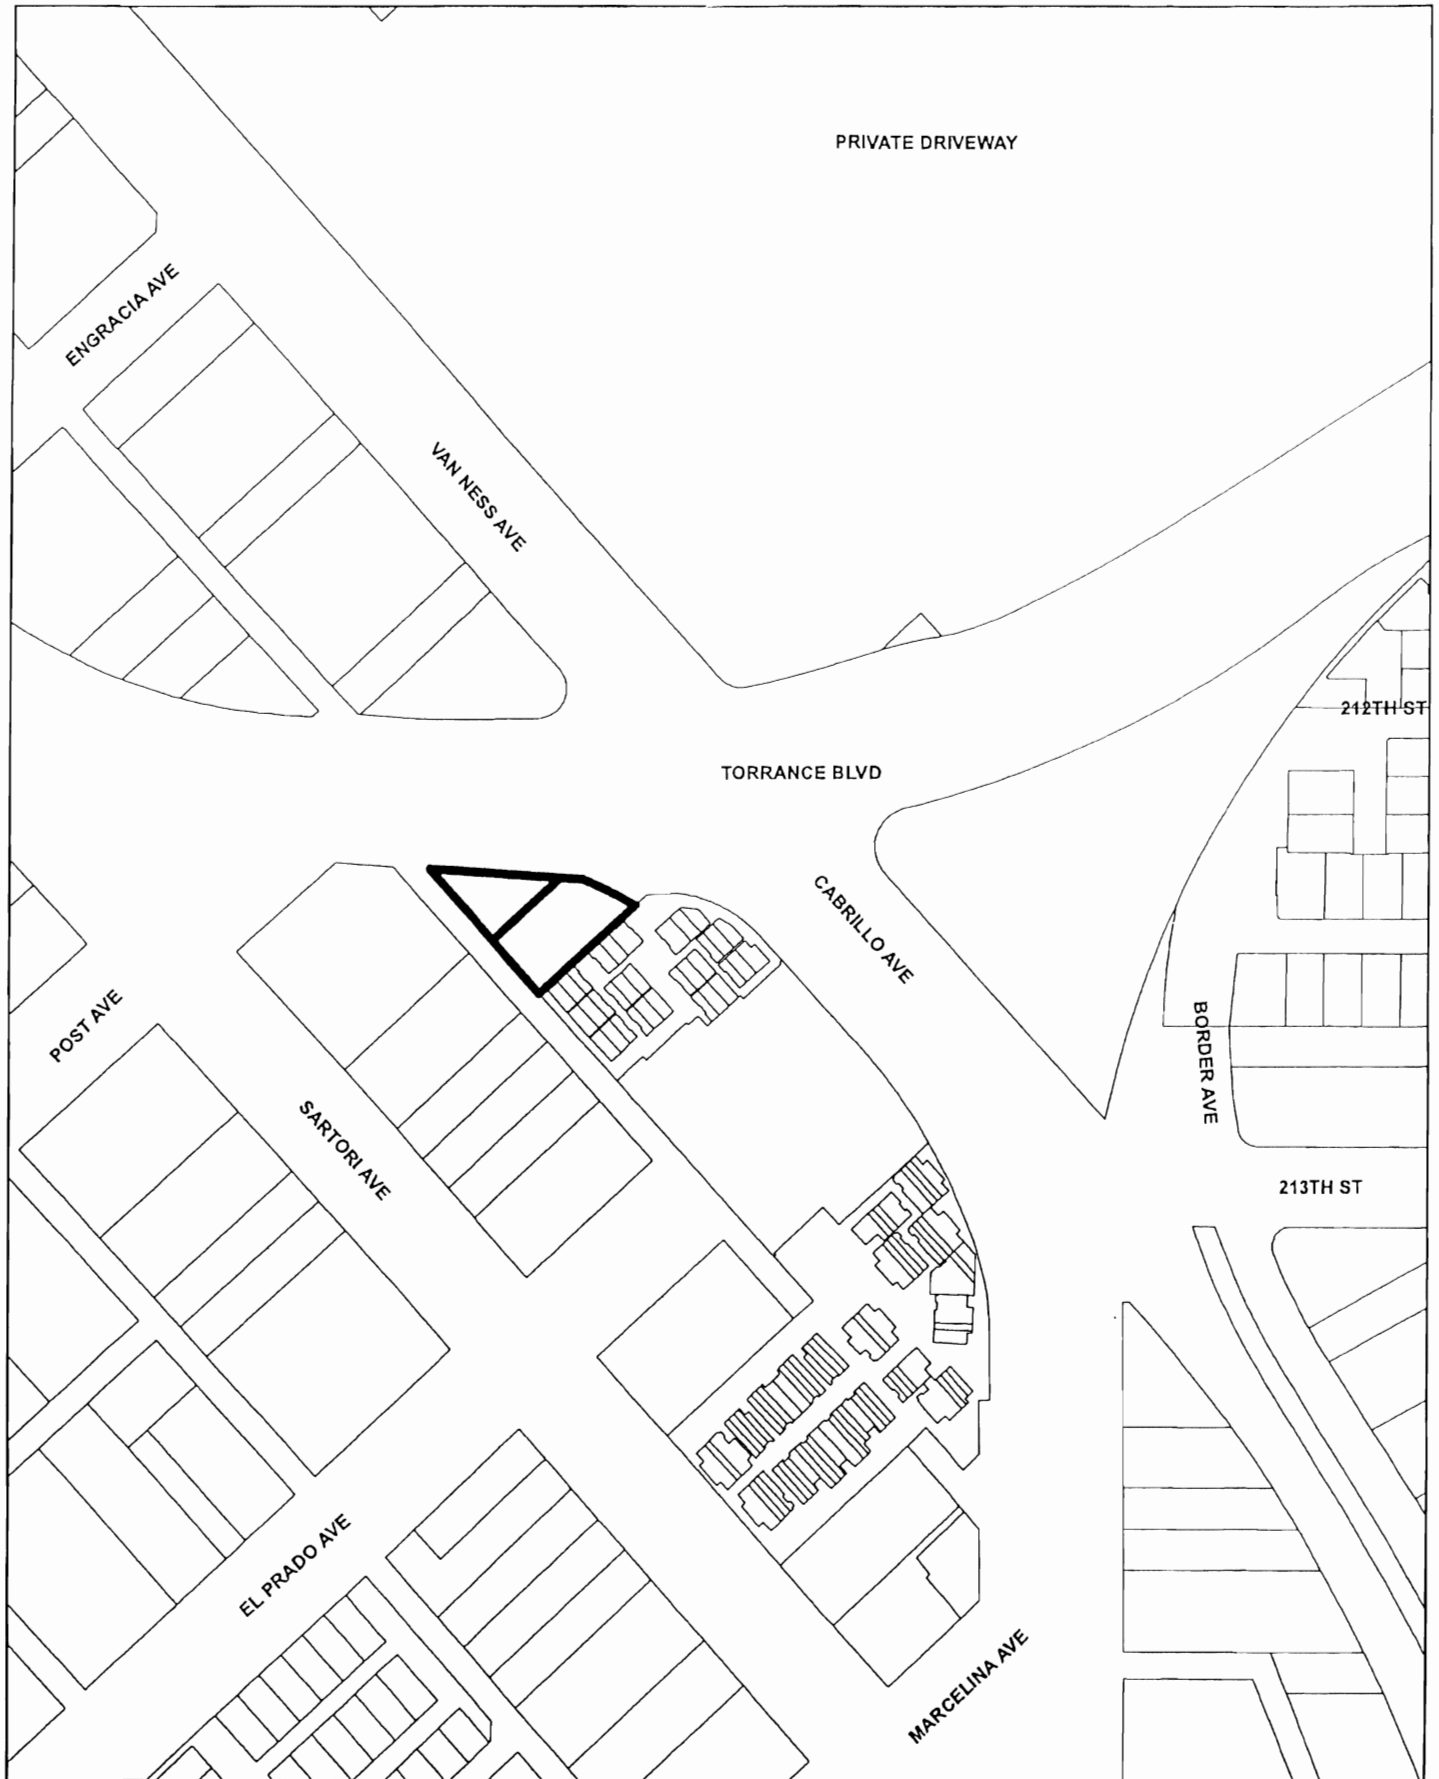 PRIVATE DRIVEWAY
ENGRACIA AVE
VAN NESS AVE
212TH ST
TORRANCE BLVD
CABRILLO AVE
POST AVE
BORDER AVE
SARTORI AVE
213TH ST
EL PRADO AVE
MARCELINA AVE